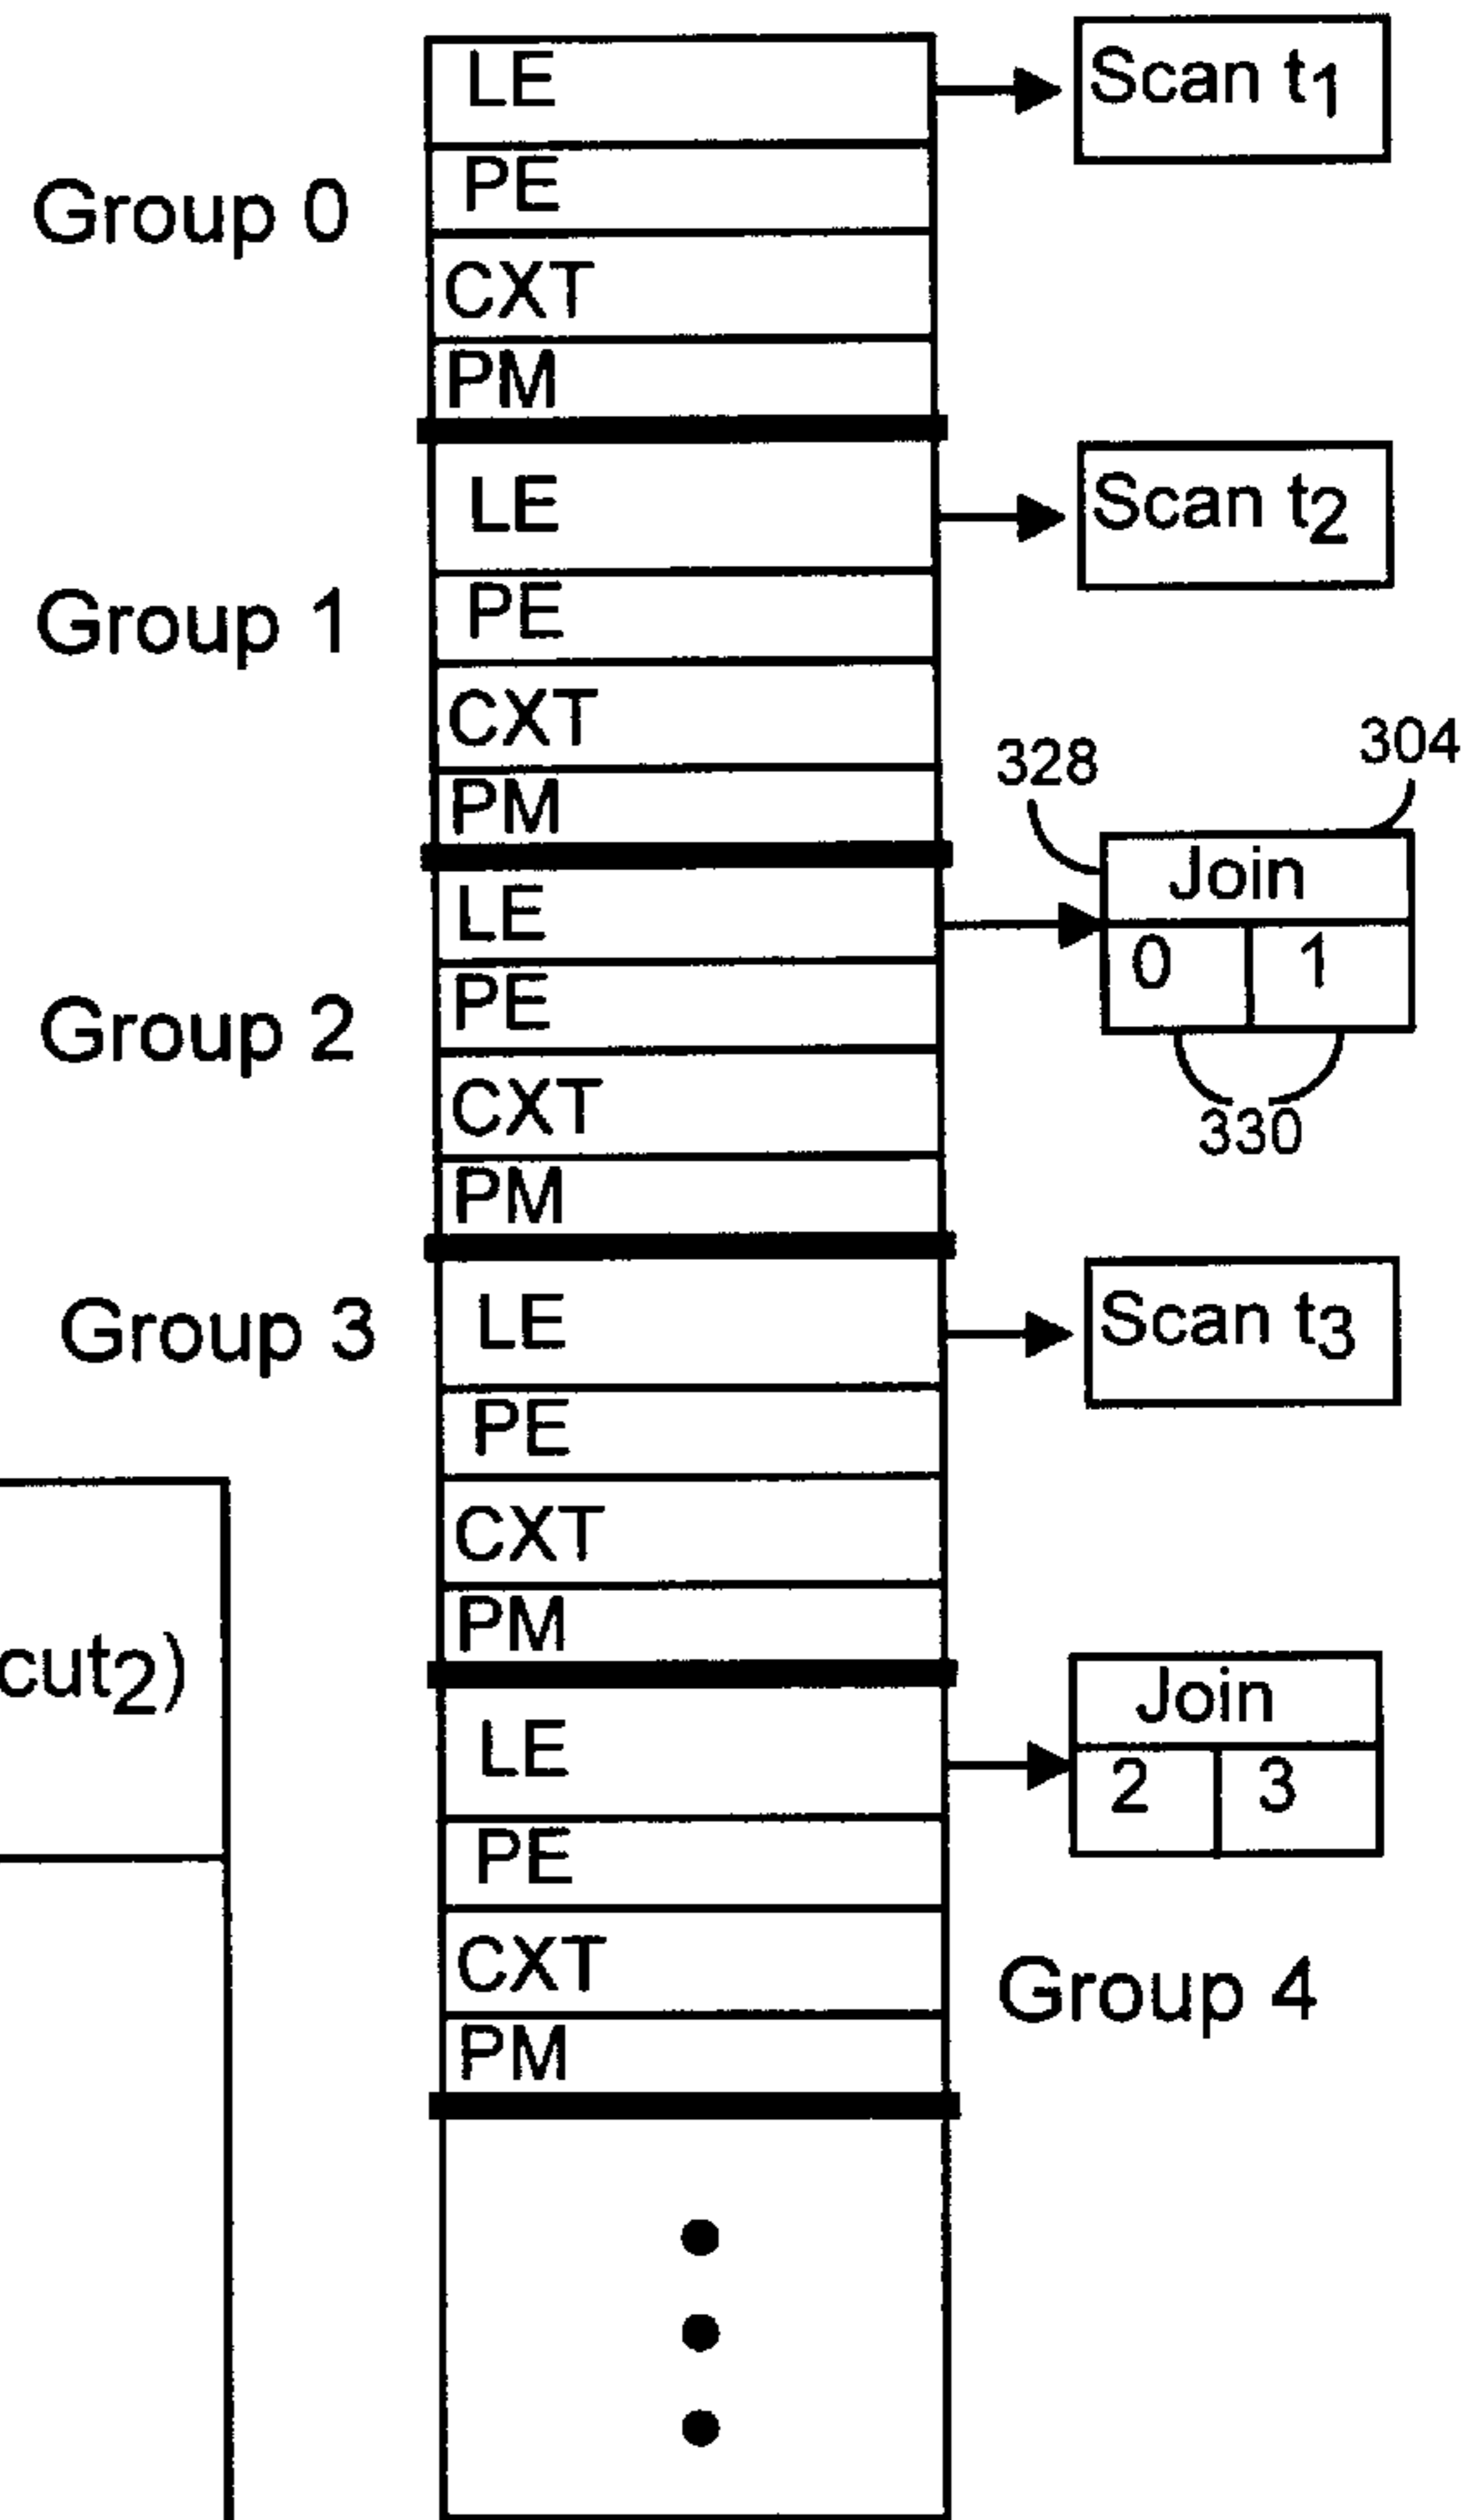 LE
Scan t1
Group 0
PE
CXT
PM
LE
Scan t2
Group 1
PE
CXT
PM
328
304
LE
Join
0 1
Group 2
PE
CXT
330
PM
Group 3
LE
Scan t3
PE
CXT
PM
cut2)
LE
Join
2 3
PE
CXT
Group 4
PM